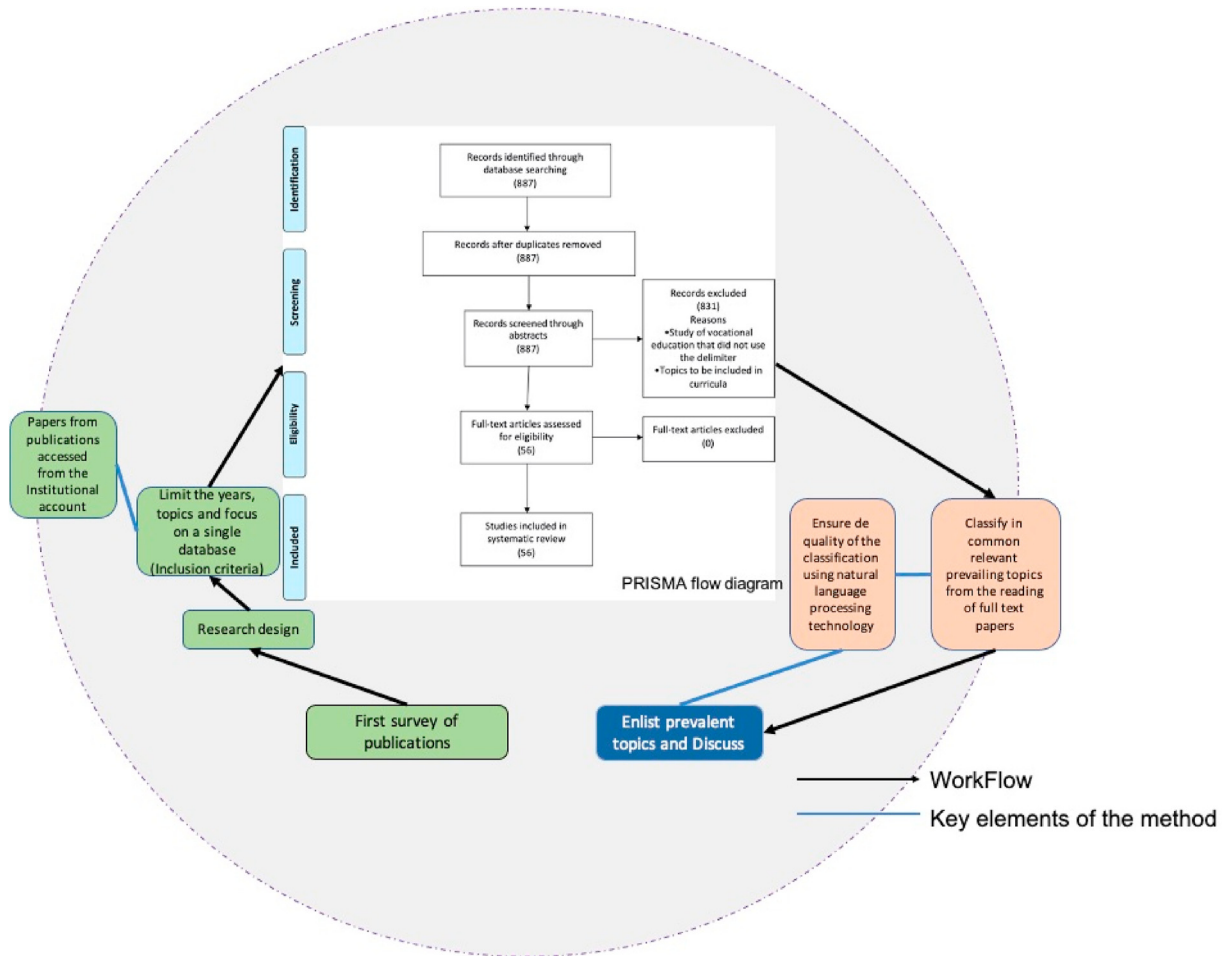 Identification
Records identified through
database searching
(887)
Records after duplicates removed
(887)
Screening
Records screened through
abstracts
(887)
Records excluded
(831)
Reasons
•Study of vocational
education that did not use
the delimiter
•Topics to be included in
curricula
Eligibility
Full-text articles assessed
for eligibility
(56)
Full-text articles excluded
(0)
Included
Studies included in
systematic review
(56)
PRISMA flow diagram
Papers from
publications
accessed
from the
Institutional
account
Limit the years,
topics and focus
on a single
database
(Inclusion criteria)
Research design
First survey of
publications
Ensure de
quality of the
classification
using natural
language
processing
technology
Classify in
common
relevant
prevailing topics
from the reading
of full text
papers
Enlist prevalent
topics and Discuss
WorkFlow
Key elements of the method